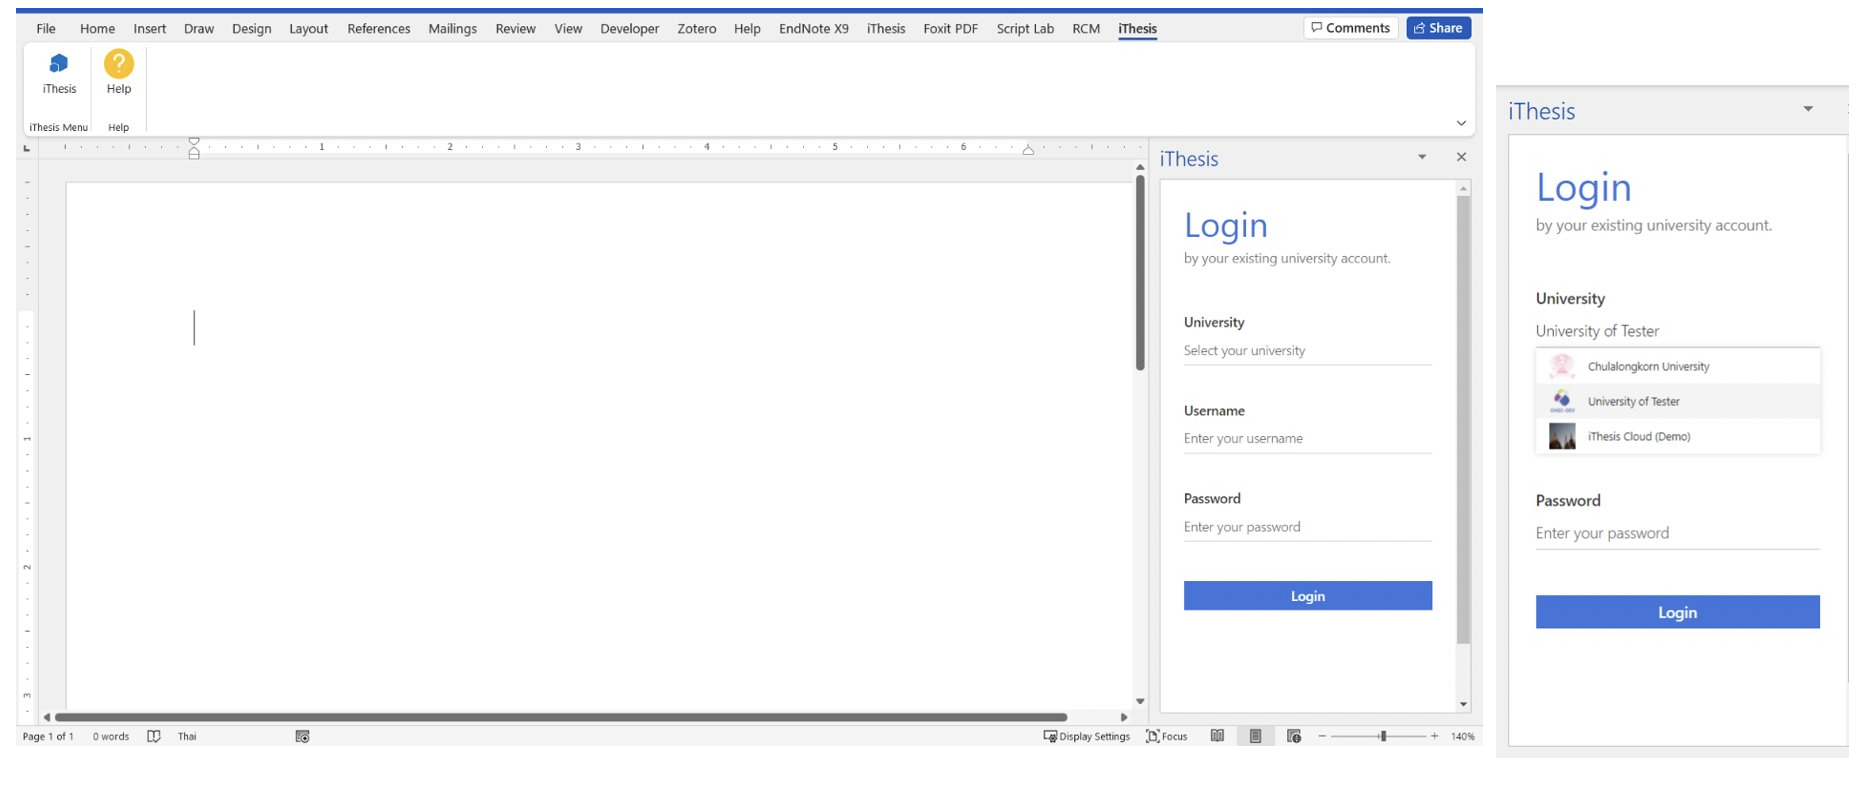 File Home Insert Draw Design Layout References Mailings Review View Developer Zotero Help EndNote X9 iThesis Foxit PDF Script Lab RCM iThesis Comments Share
iThesis Help
iThesis Menu Help
1 2 3 4 5 6
iThesis
Login
by your existing university account.
University
Select your university
Username
Enter your username
Password
Enter your password
Login
1
2
3
Page 1 of 1 0 words Thai Display Settings Focus 140%
iThesis
Login
by your existing university account.
University
University of Tester
Chulalongkorn University
University of Tester
iThesis Cloud (Demo)
Password
Enter your password
Login